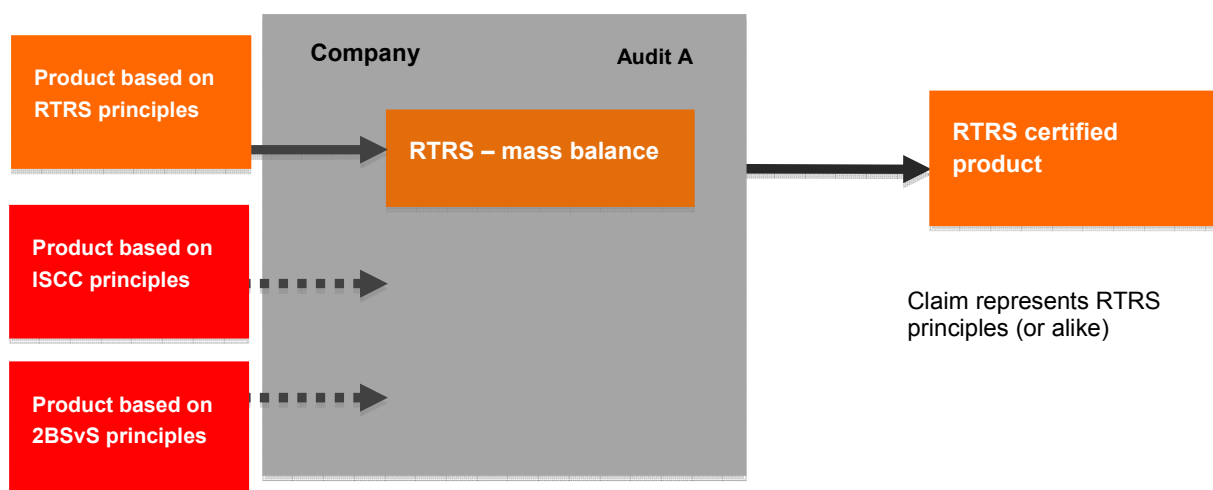 Product based on
RTRS principles
Company
Audit A
RTRS – mass balance
RTRS certified
product
Product based on
ISCC principles
Claim represents RTRS
principles (or alike)
Product based on
2BSvS principles